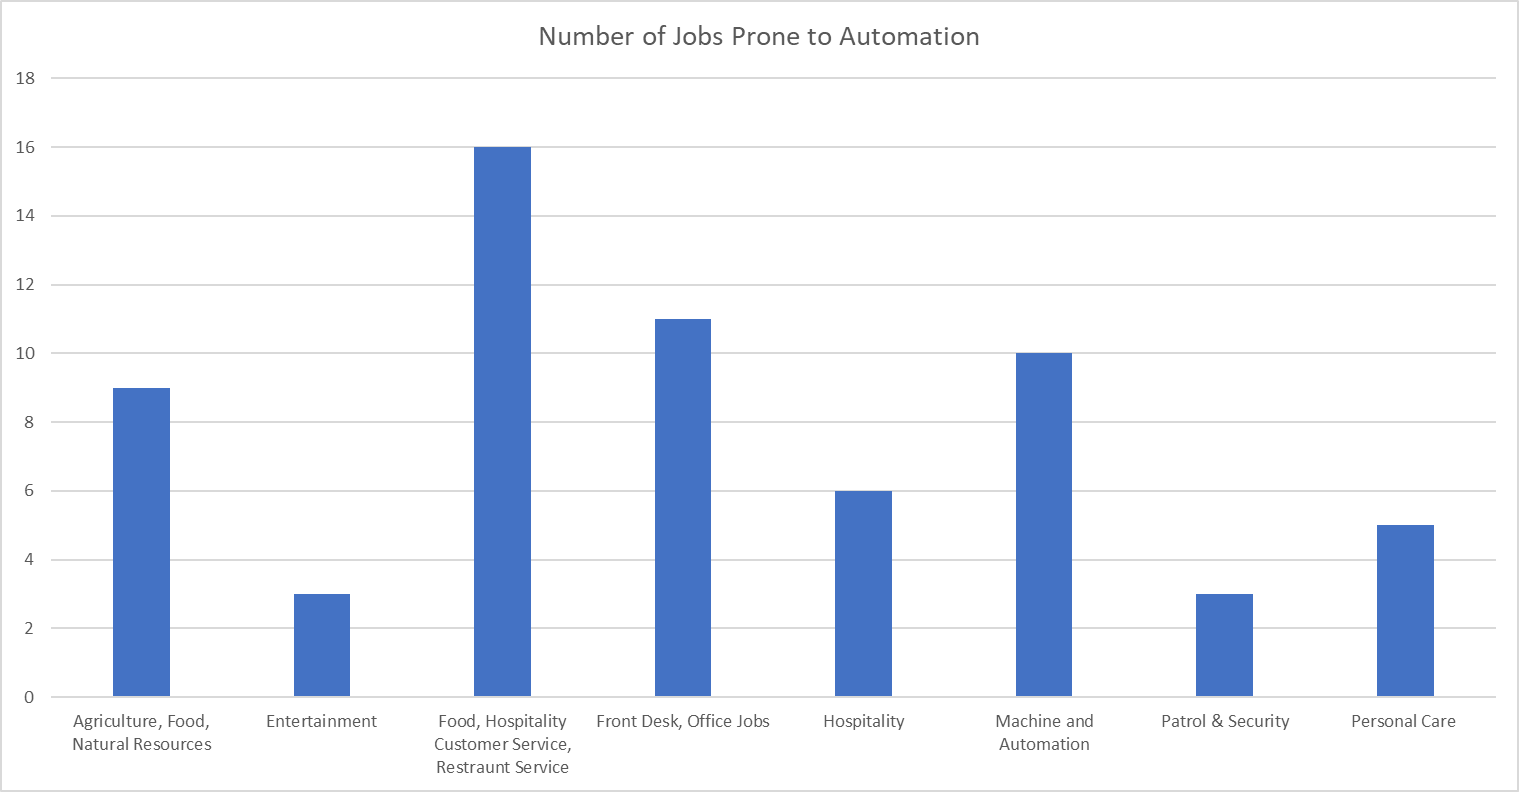 Number of Jobs Prone to Automation
18
16
14
12
10
8
6
4
2
0
Agriculture, Food,
Natural Resources
Entertainment
Food, Hospitality
Customer Service,
Restraunt Service
Front Desk, Office Jobs
Hospitality
Machine and
Automation
Patrol & Security
Personal Care